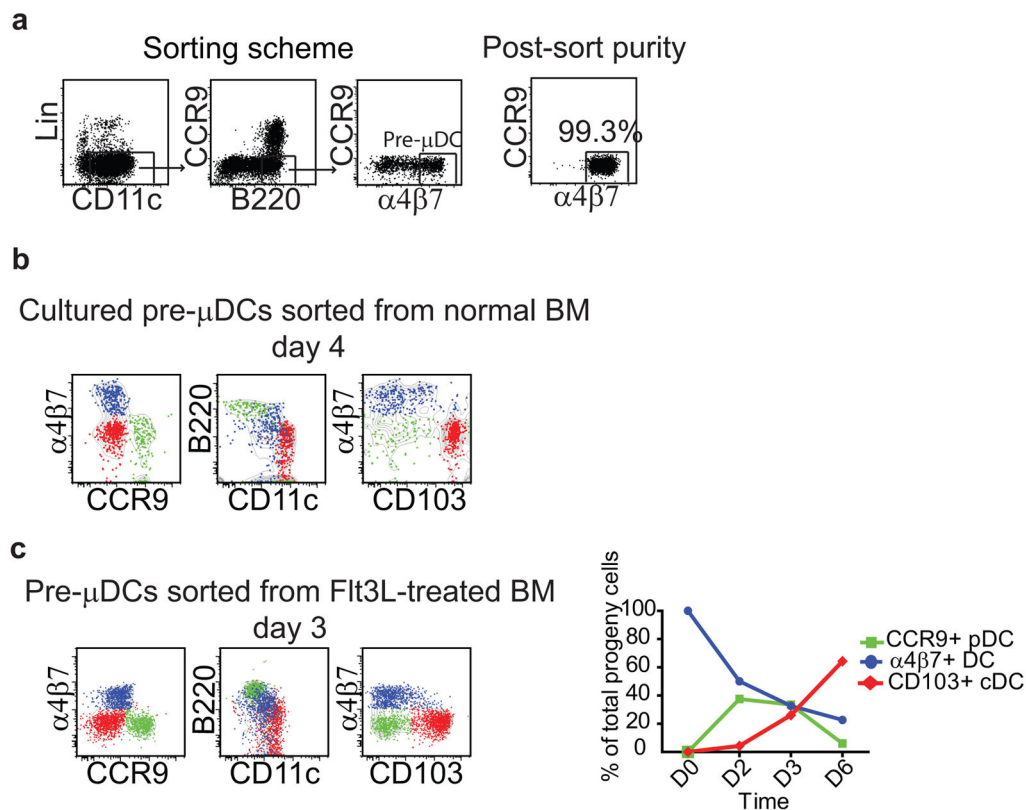 a
Sorting scheme
Post-sort purity
Lin
CD11c
CCR9
B220
CCR9
Pre-μDC
α4β7
CCR9
99.3%
α4β7
b
Cultured pre-μDCs sorted from normal BM
day 4
α4β7
CCR9
B220
CD11c
α4β7
CD103
c
Pre-μDCs sorted from Flt3L-treated BM
day 3
α4β7
CCR9
B220
CD11c
α4β7
CD103
% of total progeny cells
100
80
60
40
20
0
D0
D2
D3
D6
Time
CCR9+ pDC
α4β7+ DC
CD103+ cDC